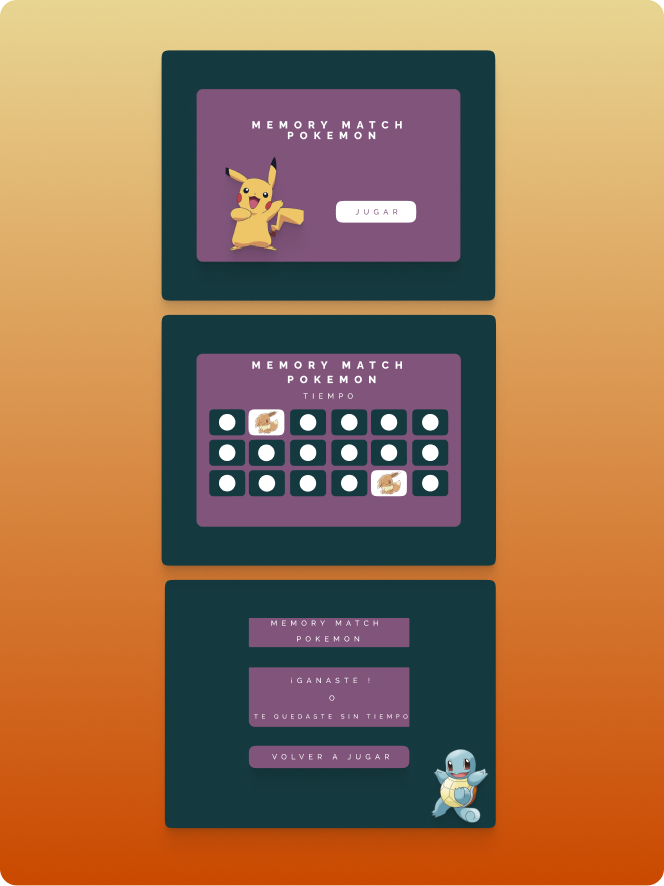 MEMORY MATCH
POKEMON
JUGAR
MEMORY MATCH
POKEMON
TIEMPO
MEMORY MATCH
POKEMON
¡GANASTE !
O
TE QUEDASTE SIN TIEMPO
VOLVER A JUGAR